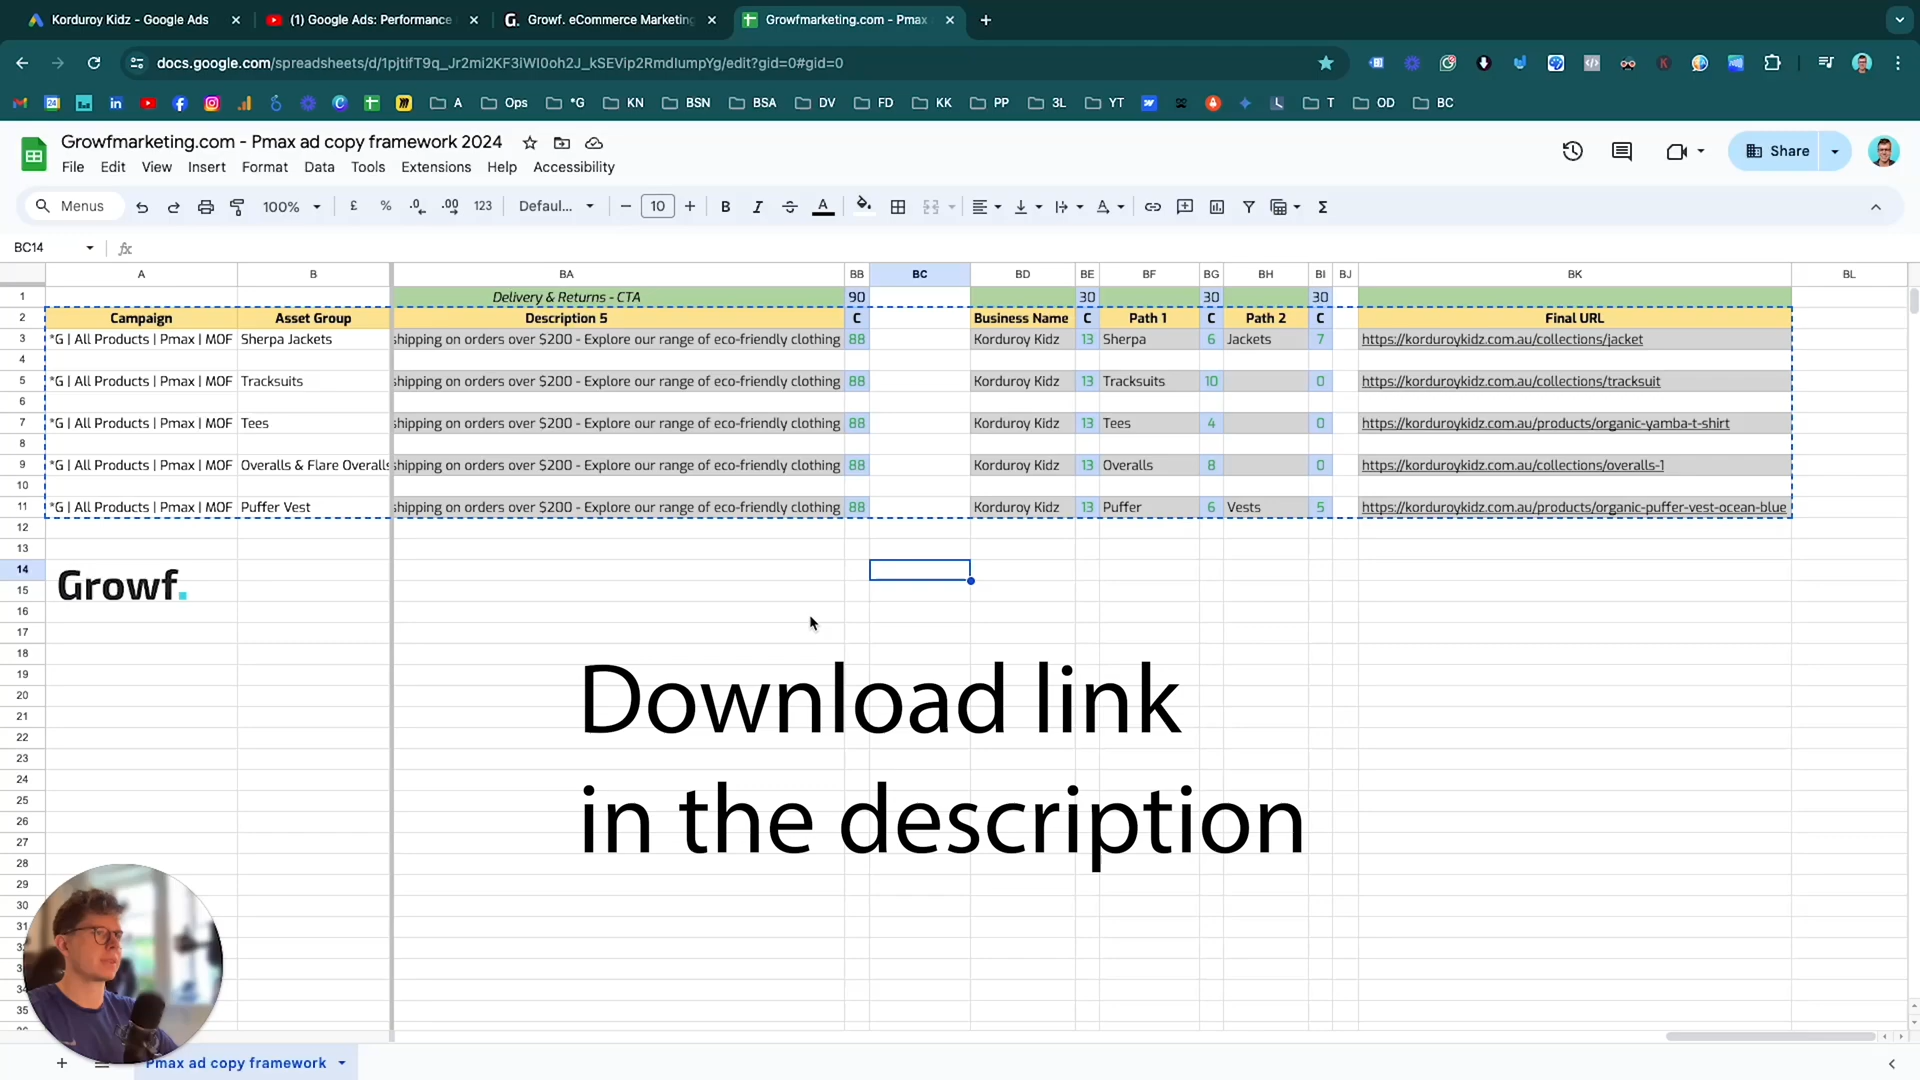 Korduroy Kidz - Google Ads
(1) Google Ads: Performance
Growf. eCommerce Marketing
Growfmarketing.com - Pmax
docs.google.com/spreadsheets/d/1pjtifT9q_Jr2mi2KF3iWI0oh2J_kSEVip2RmdIumpYg/edit?gid=0#gid=0
A Ops *G KN BSN BSA DV FD KK PP 3L YT T OD BC
Growfmarketing.com - Pmax ad copy framework 2024
File Edit View Insert Format Data Tools Extensions Help Accessibility
Share
Menus 100% £ % .0 .00 123 Defaul... 10 B I A
BC14
A B BA BB BC BD BE BF BG BH BI BJ BK BL
1 Delivery & Returns - CTA 90 30 30 30
2 Campaign Asset Group Description 5 C Business Name C Path 1 C Path 2 C Final URL
3 *G | All Products | Pmax | MOF Sherpa Jackets shipping on orders over $200 - Explore our range of eco-friendly clothing 88 Korduroy Kidz 13 Sherpa 6 Jackets 7 https://korduroykidz.com.au/collections/jacket
4
5 *G | All Products | Pmax | MOF Tracksuits shipping on orders over $200 - Explore our range of eco-friendly clothing 88 Korduroy Kidz 13 Tracksuits 10 0 https://korduroykidz.com.au/collections/tracksuit
6
7 *G | All Products | Pmax | MOF Tees shipping on orders over $200 - Explore our range of eco-friendly clothing 88 Korduroy Kidz 13 Tees 4 0 https://korduroykidz.com.au/products/organic-yamba-t-shirt
8
9 *G | All Products | Pmax | MOF Overalls & Flare Overalls shipping on orders over $200 - Explore our range of eco-friendly clothing 88 Korduroy Kidz 13 Overalls 8 0 https://korduroykidz.com.au/collections/overalls-1
10
11 *G | All Products | Pmax | MOF Puffer Vest shipping on orders over $200 - Explore our range of eco-friendly clothing 88 Korduroy Kidz 13 Puffer 6 Vests 5 https://korduroykidz.com.au/products/organic-puffer-vest-ocean-blue
12
13
14
Growf.
15
16
17
18
19
20
Download link
21
22
23
24
25
26
in the description
27
28
29
30
31
35
Pmax ad copy framework